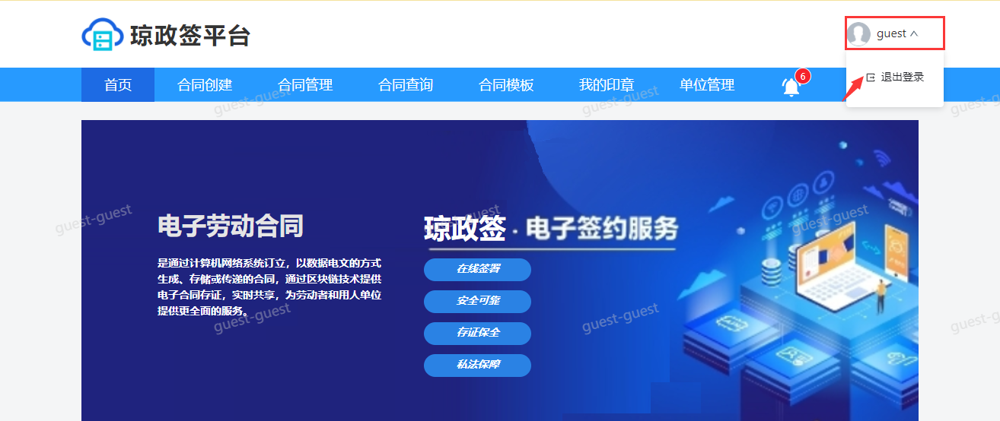 琼政签平台
guest
退出登录
首页 合同创建 合同管理 合同查询 合同模板 我的印章 单位管理 6
guest-guest
guest-guest
guest-guest
guest-guest
guest-guest
guest-guest
电子劳动合同
琼政签 · 电子签约服务
是通过计算机网络系统订立，以数据电文的方式
生成、存储或传递的合同，通过区块链技术提供
电子合同存证，实时共享，为劳动者和用人单位
提供更全面的服务。
在线签署
安全可靠
存证保全
私法保障
guest-guest
guest-guest
guest-gue